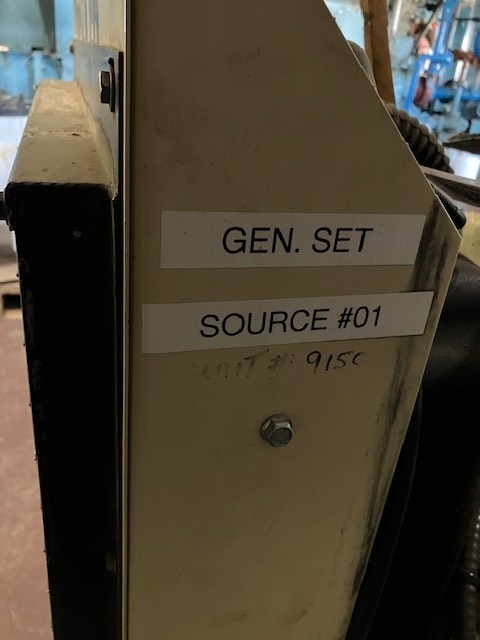 GEN. SET
SOURCE #01
UNIT #: 915C